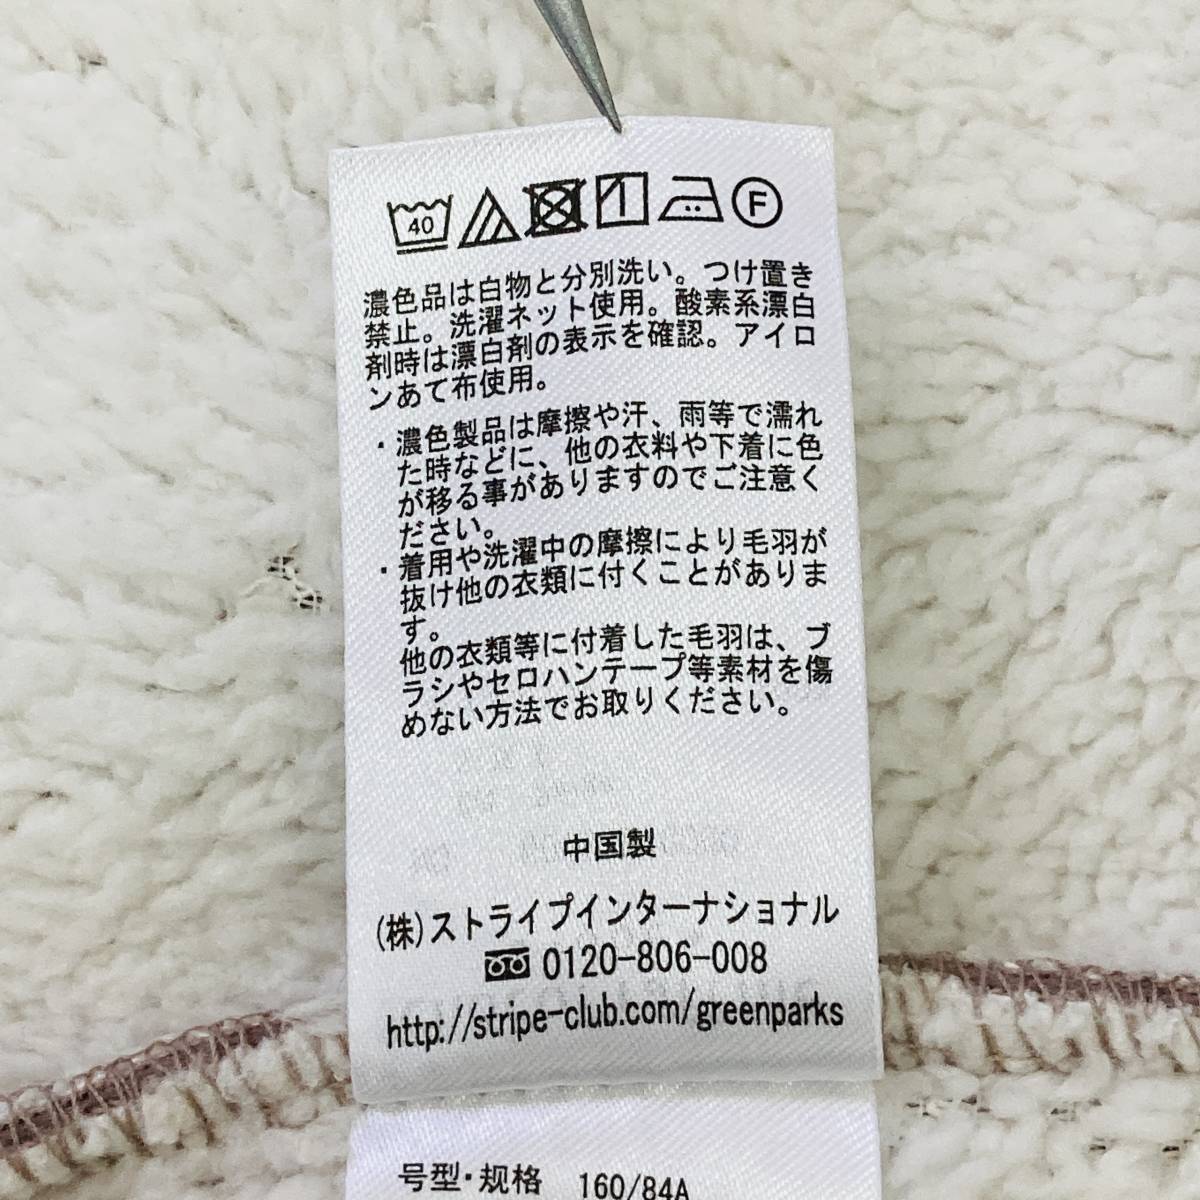 40
F
濃色品は白物と分別洗い。つけ置き
禁止。洗濯ネット使用。酸素系漂白
剤時は漂白剤の表示を確認。アイロ
ンあて布使用。
・濃色製品は摩擦や汗、雨等で濡れ
た時などに、他の衣料や下着に色
が移る事がありますのでご注意く
ださい。
・着用や洗濯中の摩擦により毛羽が
抜け他の衣類に付くことがありま
す。
他の衣類等に付着した毛羽は、ブ
ラシやセロハンテープ等素材を傷
めない方法でお取りください。
中国製
(株)ストライプインターナショナル
0120-806-008
http://stripe-club.com/greenparks
号型·规格 160/84A